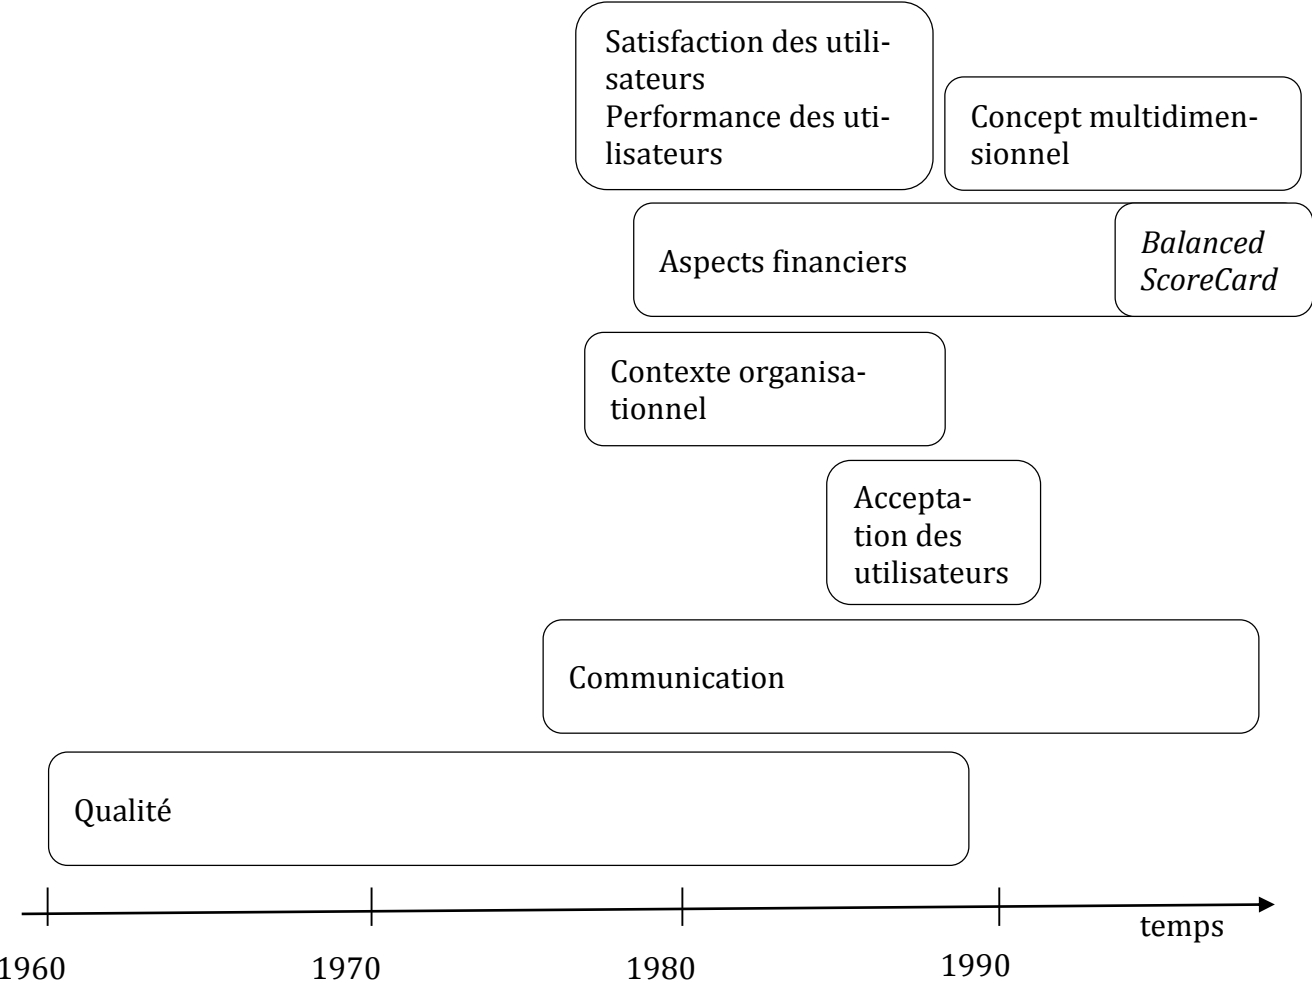 Satisfaction des utili-
sateurs
Performance des uti-
lisateurs
Concept multidimen-
sionnel
Aspects financiers
Balanced
ScoreCard
Contexte organisa-
tionnel
Accepta-
tion des
utilisateurs
Communication
Qualité
temps
1960
1970
1980
1990